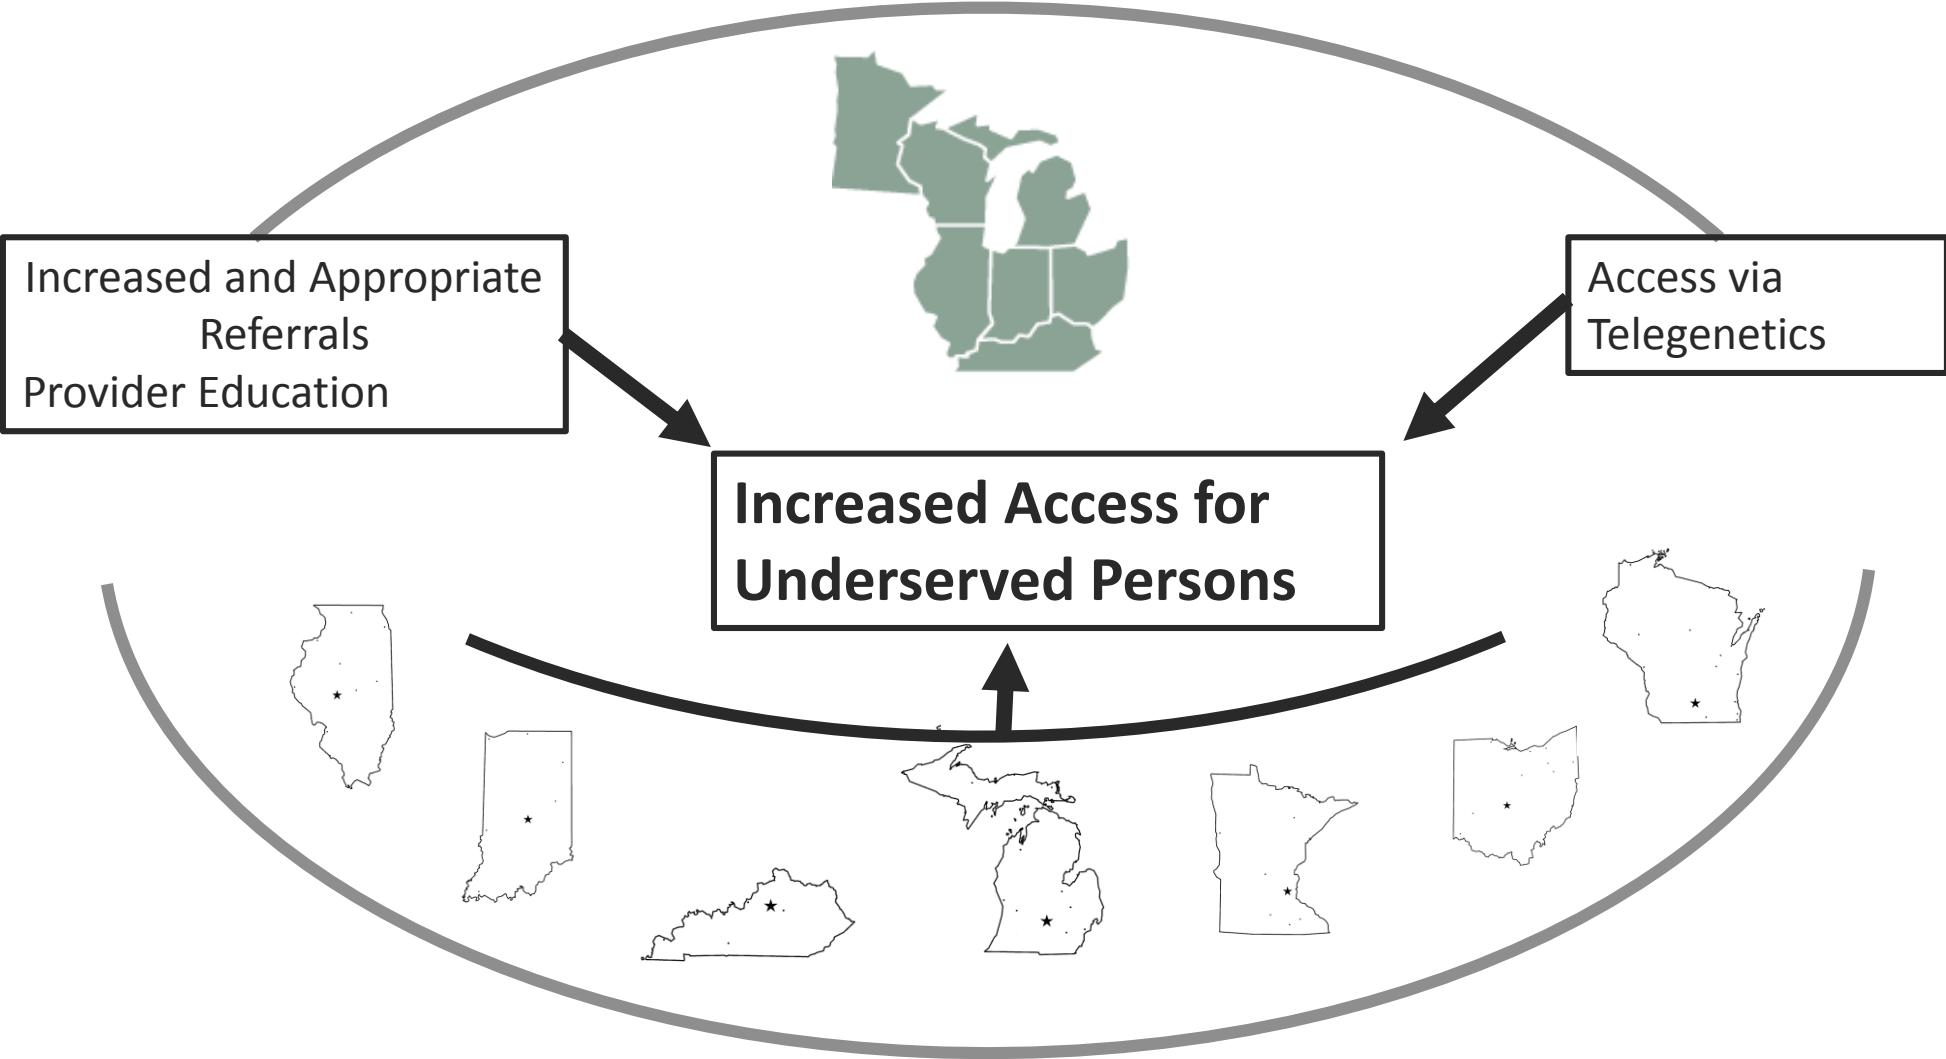 Increased and Appropriate
Referrals
Provider Education
Access via
Telegenetics
Increased Access for
Underserved Persons